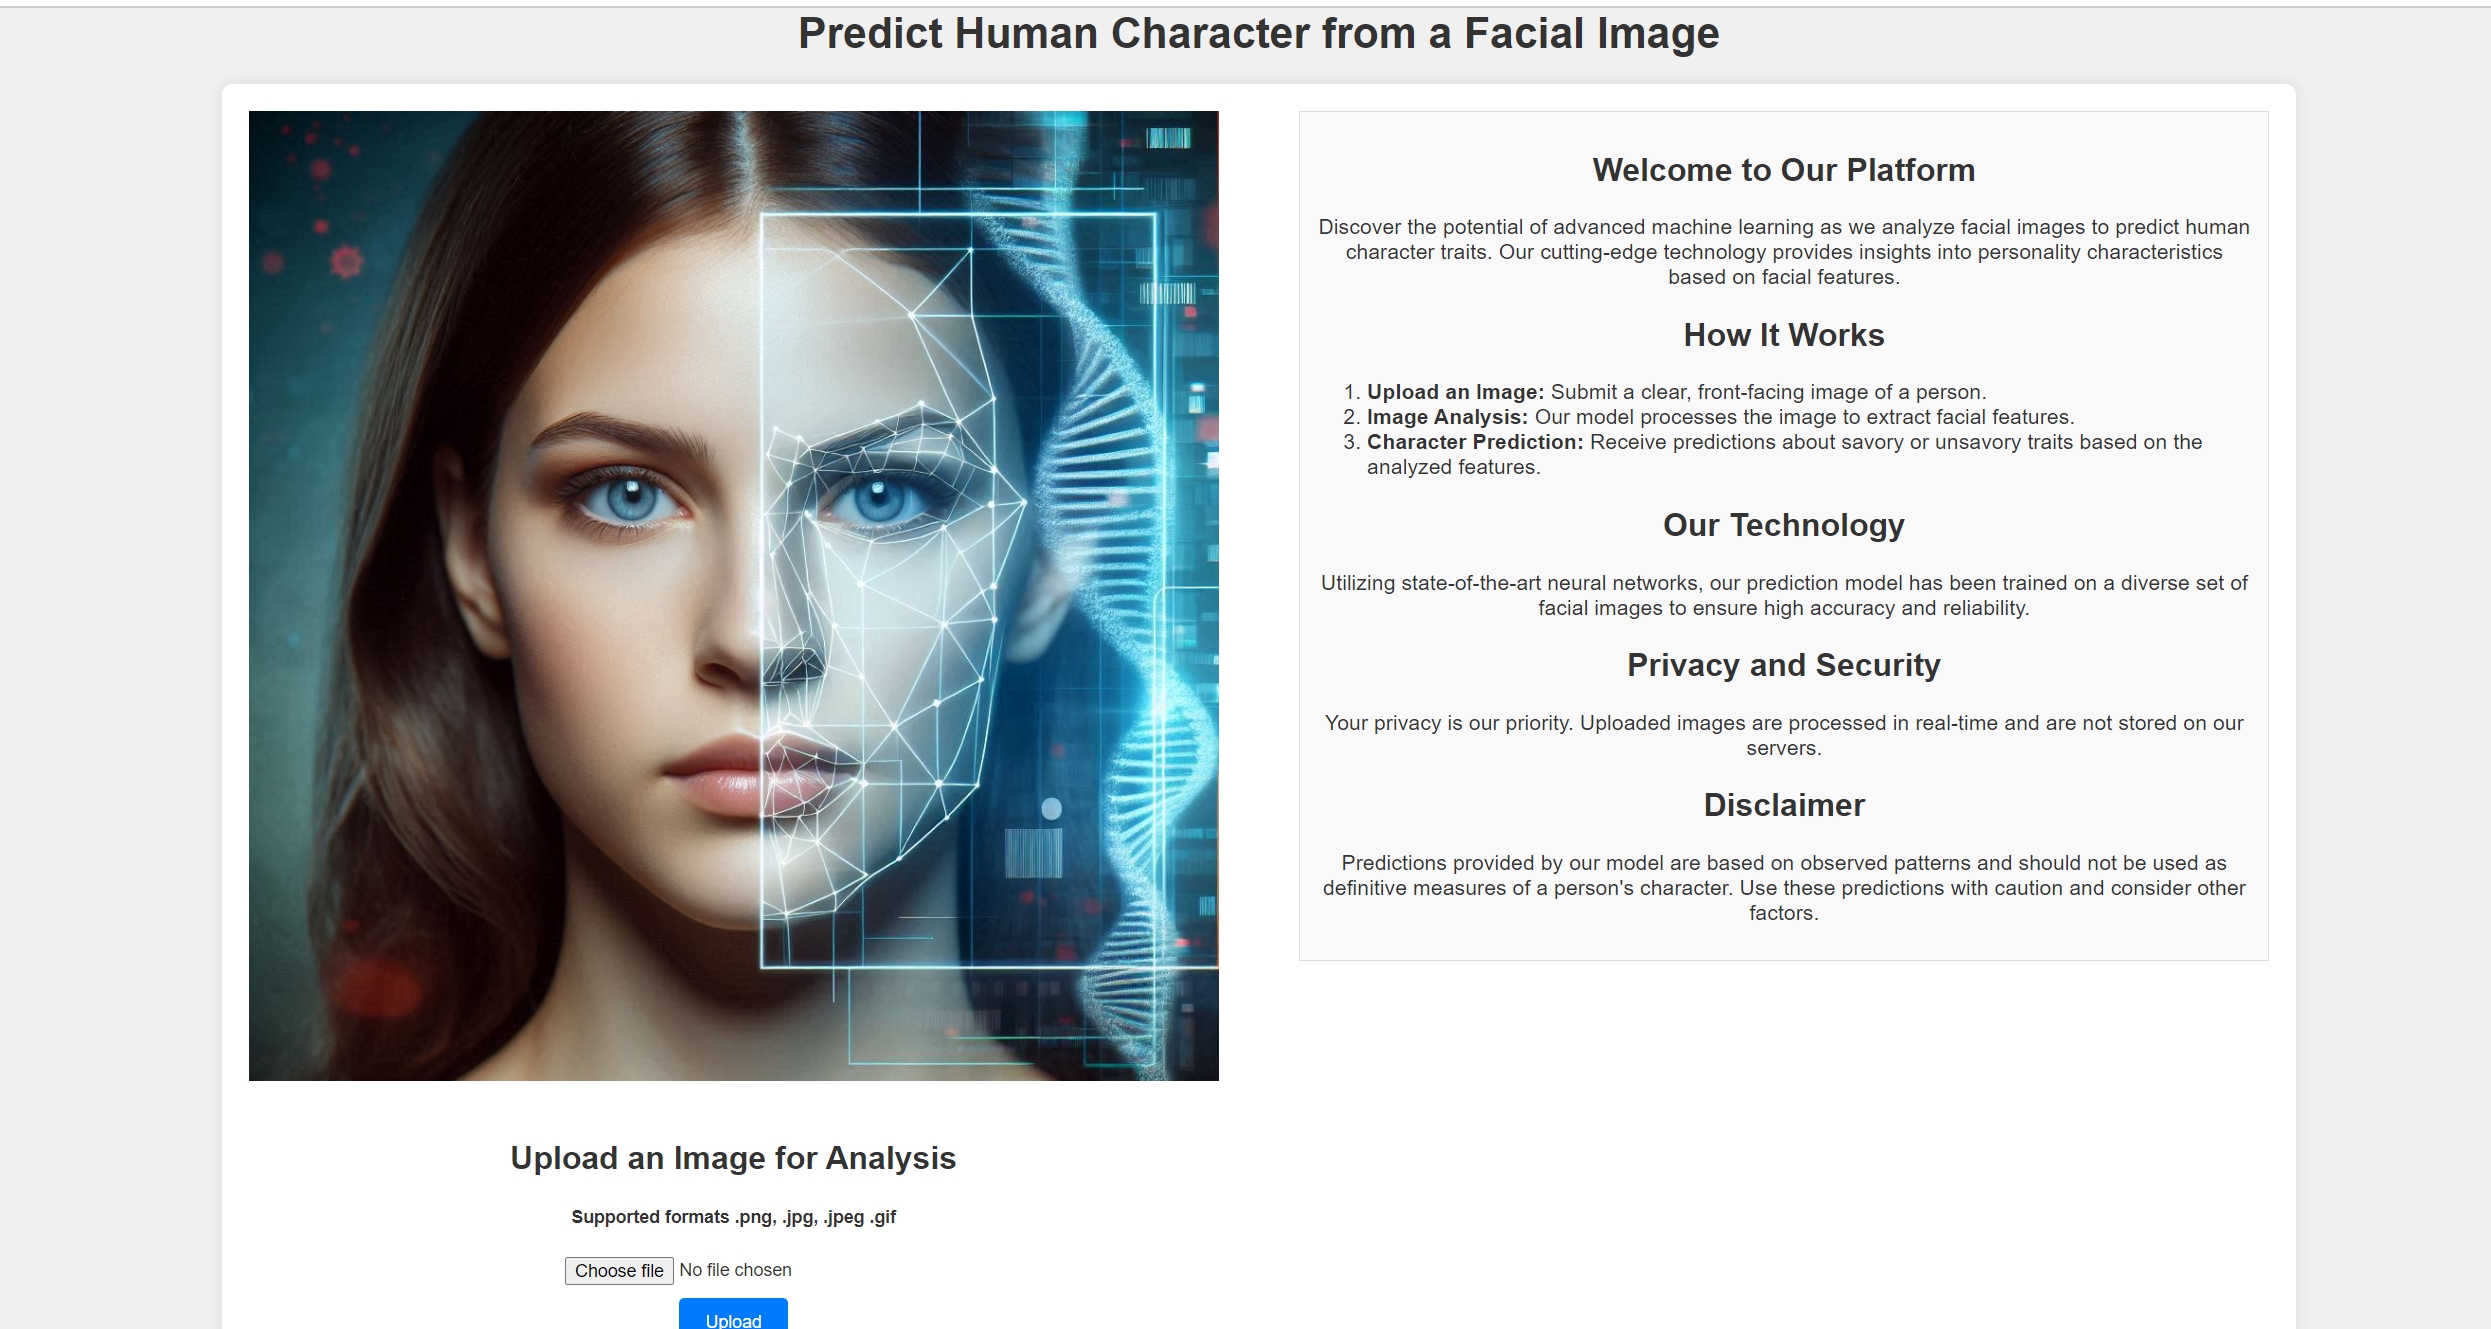 Predict Human Character from a Facial Image
Welcome to Our Platform
Discover the potential of advanced machine learning as we analyze facial images to predict human
character traits. Our cutting-edge technology provides insights into personality characteristics
based on facial features.
How It Works
1. Upload an Image: Submit a clear, front-facing image of a person.
2. Image Analysis: Our model processes the image to extract facial features.
3. Character Prediction: Receive predictions about savory or unsavory traits based on the
analyzed features.
Our Technology
Utilizing state-of-the-art neural networks, our prediction model has been trained on a diverse set of
facial images to ensure high accuracy and reliability.
Privacy and Security
Your privacy is our priority. Uploaded images are processed in real-time and are not stored on our
servers.
Disclaimer
Predictions provided by our model are based on observed patterns and should not be used as
definitive measures of a person's character. Use these predictions with caution and consider other
factors.
Upload an Image for Analysis
Supported formats .png, .jpg, .jpeg .gif
Choose file No file chosen
Upload